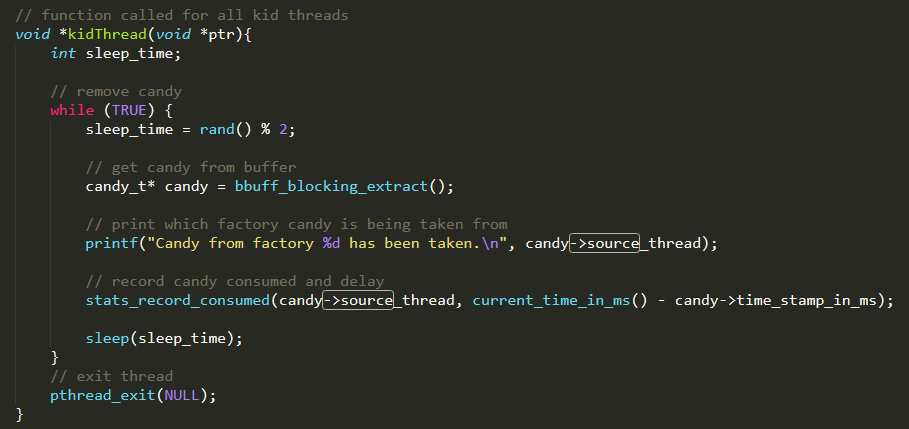 // function called for all kid threads
void *kidThread(void *ptr){
    int sleep_time;

    // remove candy
    while (TRUE) {
        sleep_time = rand() % 2;

        // get candy from buffer
        candy_t* candy = bbuff_blocking_extract();

        // print which factory candy is being taken from
        printf("Candy from factory %d has been taken.\n", candy->source_thread);

        // record candy consumed and delay
        stats_record_consumed(candy->source_thread, current_time_in_ms() - candy->time_stamp_in_ms);

        sleep(sleep_time);
    }
    // exit thread
    pthread_exit(NULL);
}